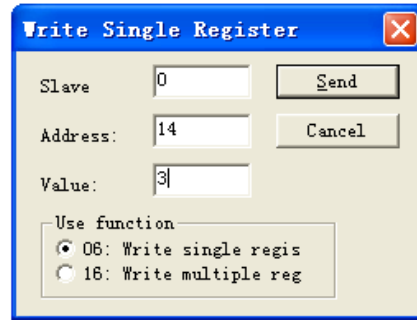 Write Single Register
Slave 0 Send
Address: 14 Cancel
Value: 3
Use function
06: Write single regis
16: Write multiple reg